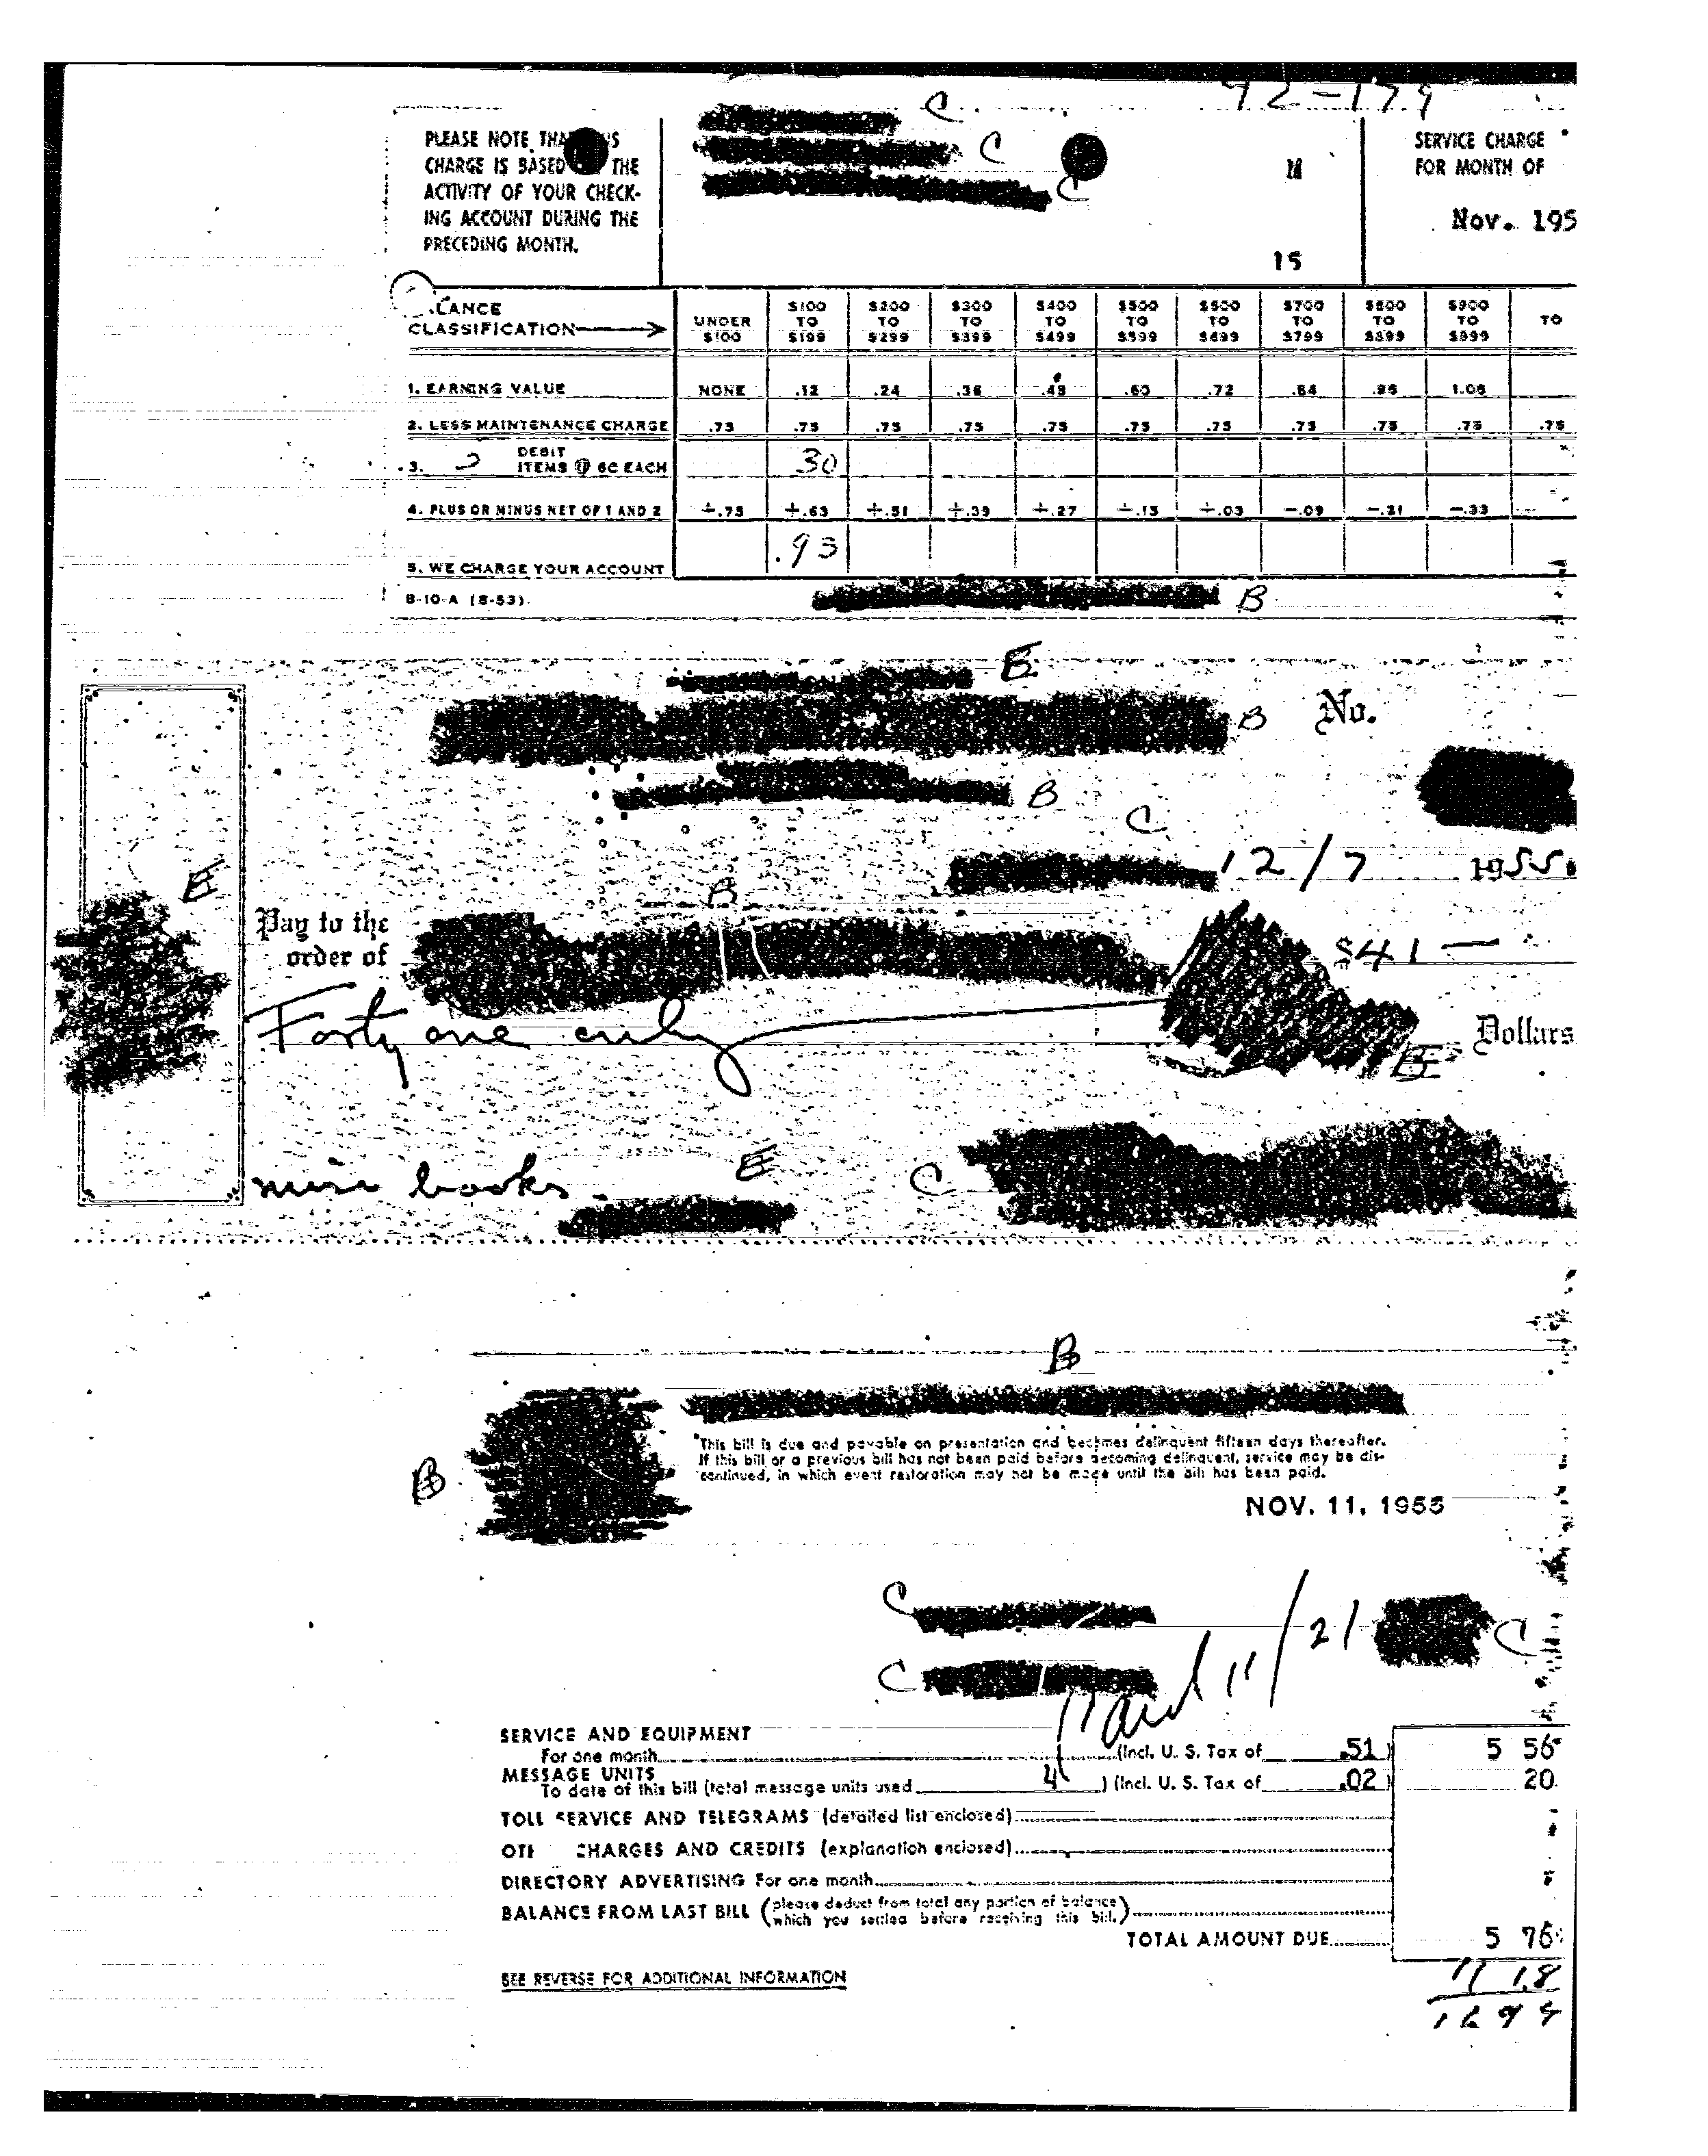 42-179
C
C
C
PLEASE NOTE THA IS
CHARGE IS BASED THE
ACTIVITY OF YOUR CHECK-
ING ACCOUNT DURING THE
PRECEDING MONTH.
15
SERVICE CHARGE
FOR MONTH OF
Nov. 195
LANCE
CLASSIFICATION
UNDER $100 $100 TO $199 $200 TO $299 $300 TO $399 $400 TO $499 $500 TO $599 $600 TO $699 $700 TO $799 $800 TO $899 $900 TO $999 TO
1. EARNING VALUE NONE .12 .24 .36 .48 .60 .72 .84 .96 1.08
2. LESS MAINTENANCE CHARGE .75 .75 .75 .75 .75 .75 .75 .75 .75 .75 .75
3. DEBIT ITEMS @ 6C EACH 30
4. PLUS OR MINUS NET OF 1 AND 2 +.75 +.63 +.51 +.39 +.27 +.15 +.03 -.09 -.21 -.33
5. WE CHARGE YOUR ACCOUNT .93
B-10-A (8-53)
B
E
B
No.
B
C
12/7 1955
E
B
Pay to the
order of
$41 —
Forty one only
Dollars
E
E
C
misc books
B
B
This bill is due and payable on presentation and becomes delinquent fifteen days thereafter.
If this bill or a previous bill has not been paid before becoming delinquent, service may be dis-
continued, in which event restoration may not be made until the bill has been paid.
NOV. 11, 1955
C
C
C
Paid 11/21
SERVICE AND EQUIPMENT
For one month (Incl. U. S. Tax of .51 ) 5 56
MESSAGE UNITS
To date of this bill (total message units used 4 ) (Incl. U. S. Tax of .02 ) 20
TOLL SERVICE AND TELEGRAMS (detailed list enclosed)
OT CHARGES AND CREDITS (explanation enclosed)
DIRECTORY ADVERTISING For one month
BALANCE FROM LAST BILL (please deduct from total any portion of balance
which you settled before receiving this bill.)
TOTAL AMOUNT DUE 5 76
11 18
16 94
SEE REVERSE FOR ADDITIONAL INFORMATION